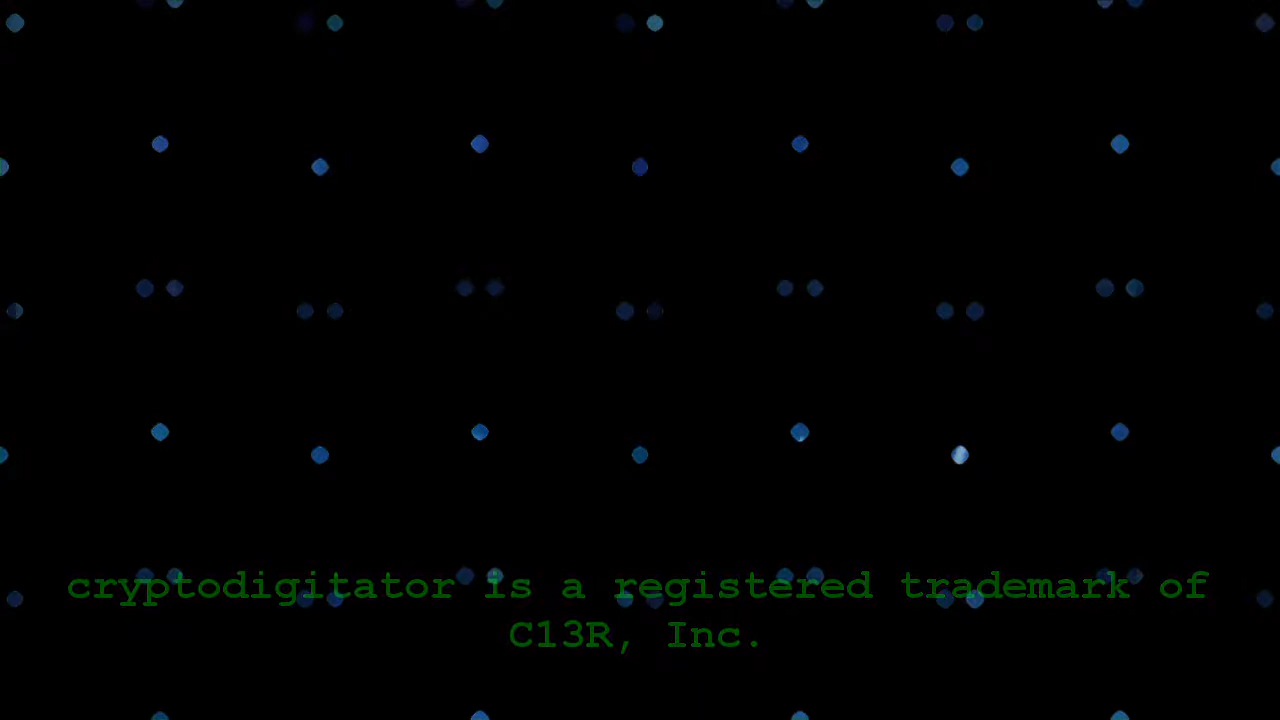 cryptodigitator is a registered trademark of
C13R, Inc.